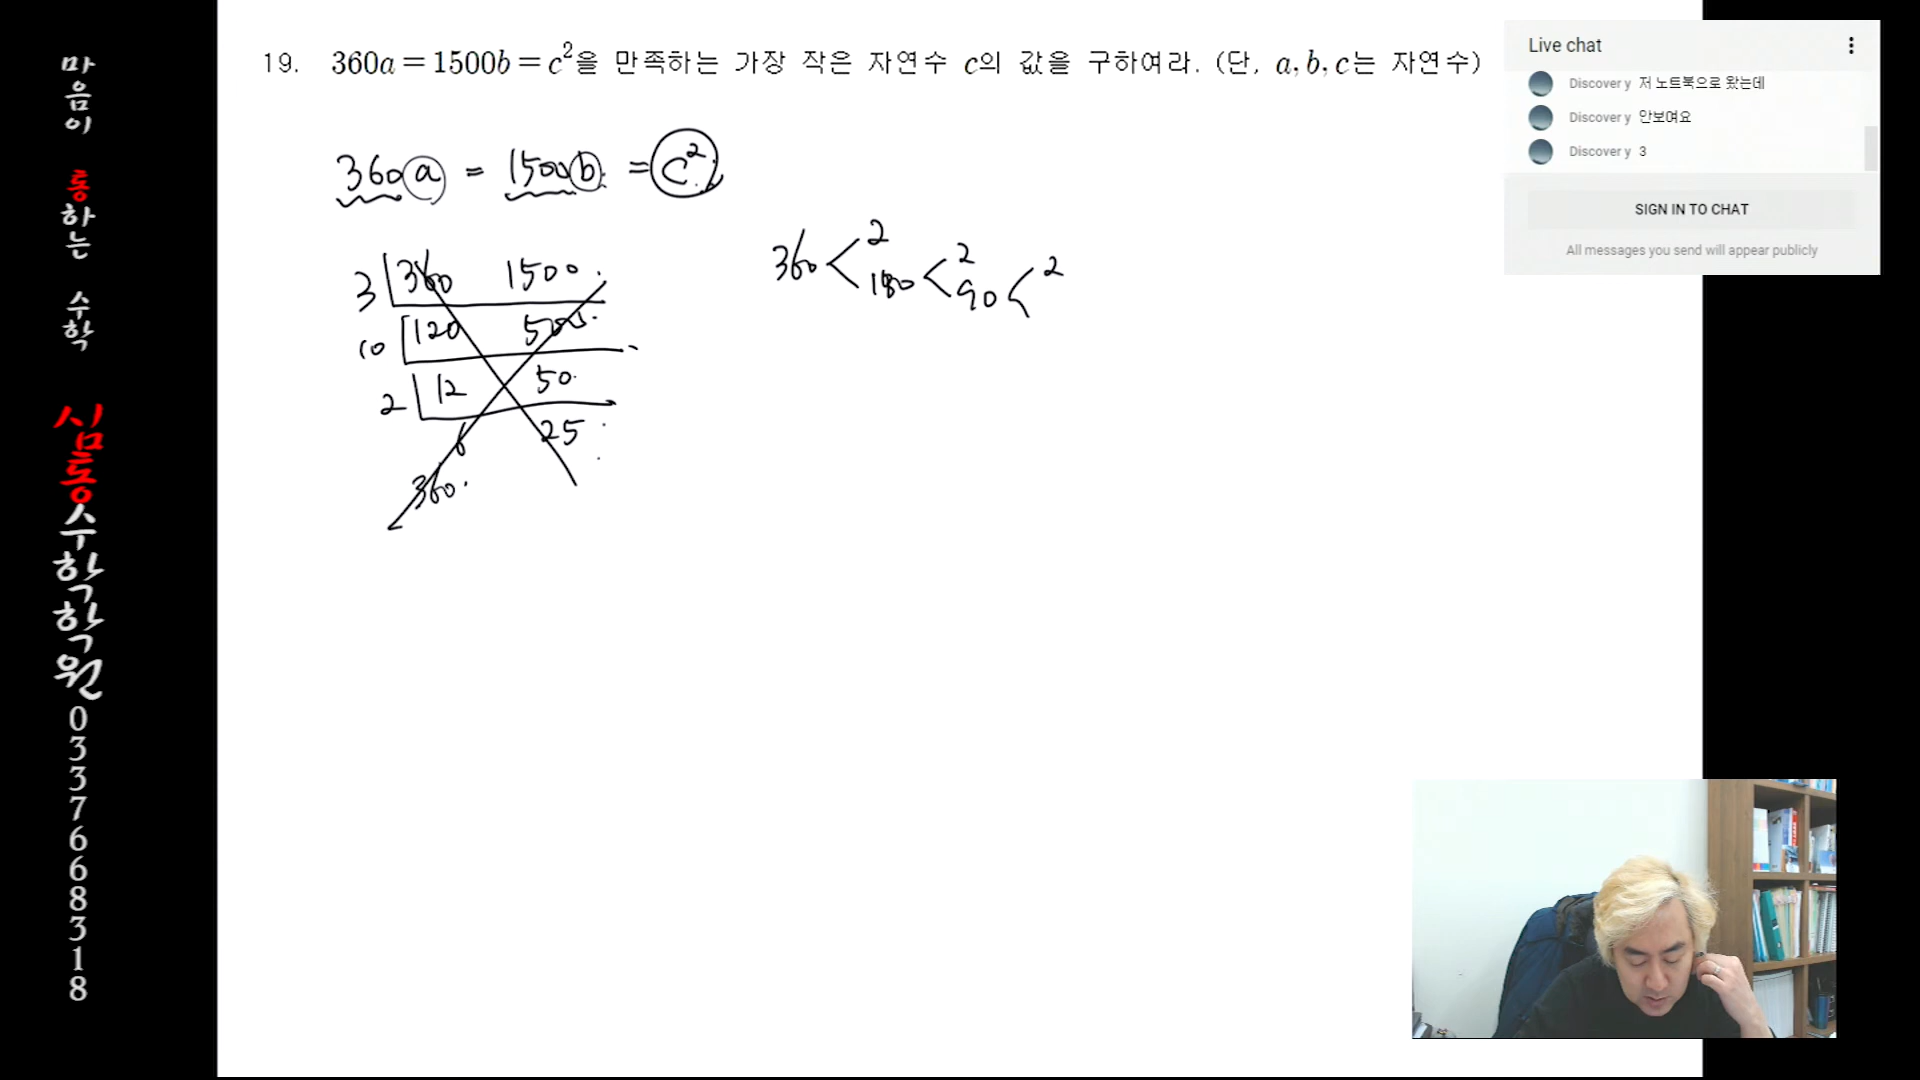 마음이 통하는 수학
심통수학학원
0337668318
19. 360a=1500b=c²을 만족하는 가장 작은 자연수 c의 값을 구하여라. (단, a, b, c는 자연수)
360a = 1500b = c²
3 360 1500
10 120 500
2 12 50
6 25
360
360 < 2
180 < 2
90 < 2
Live chat
Discover y 저 노트북으로 왔는데
Discover y 안보여요
Discover y 3
SIGN IN TO CHAT
All messages you send will appear publicly